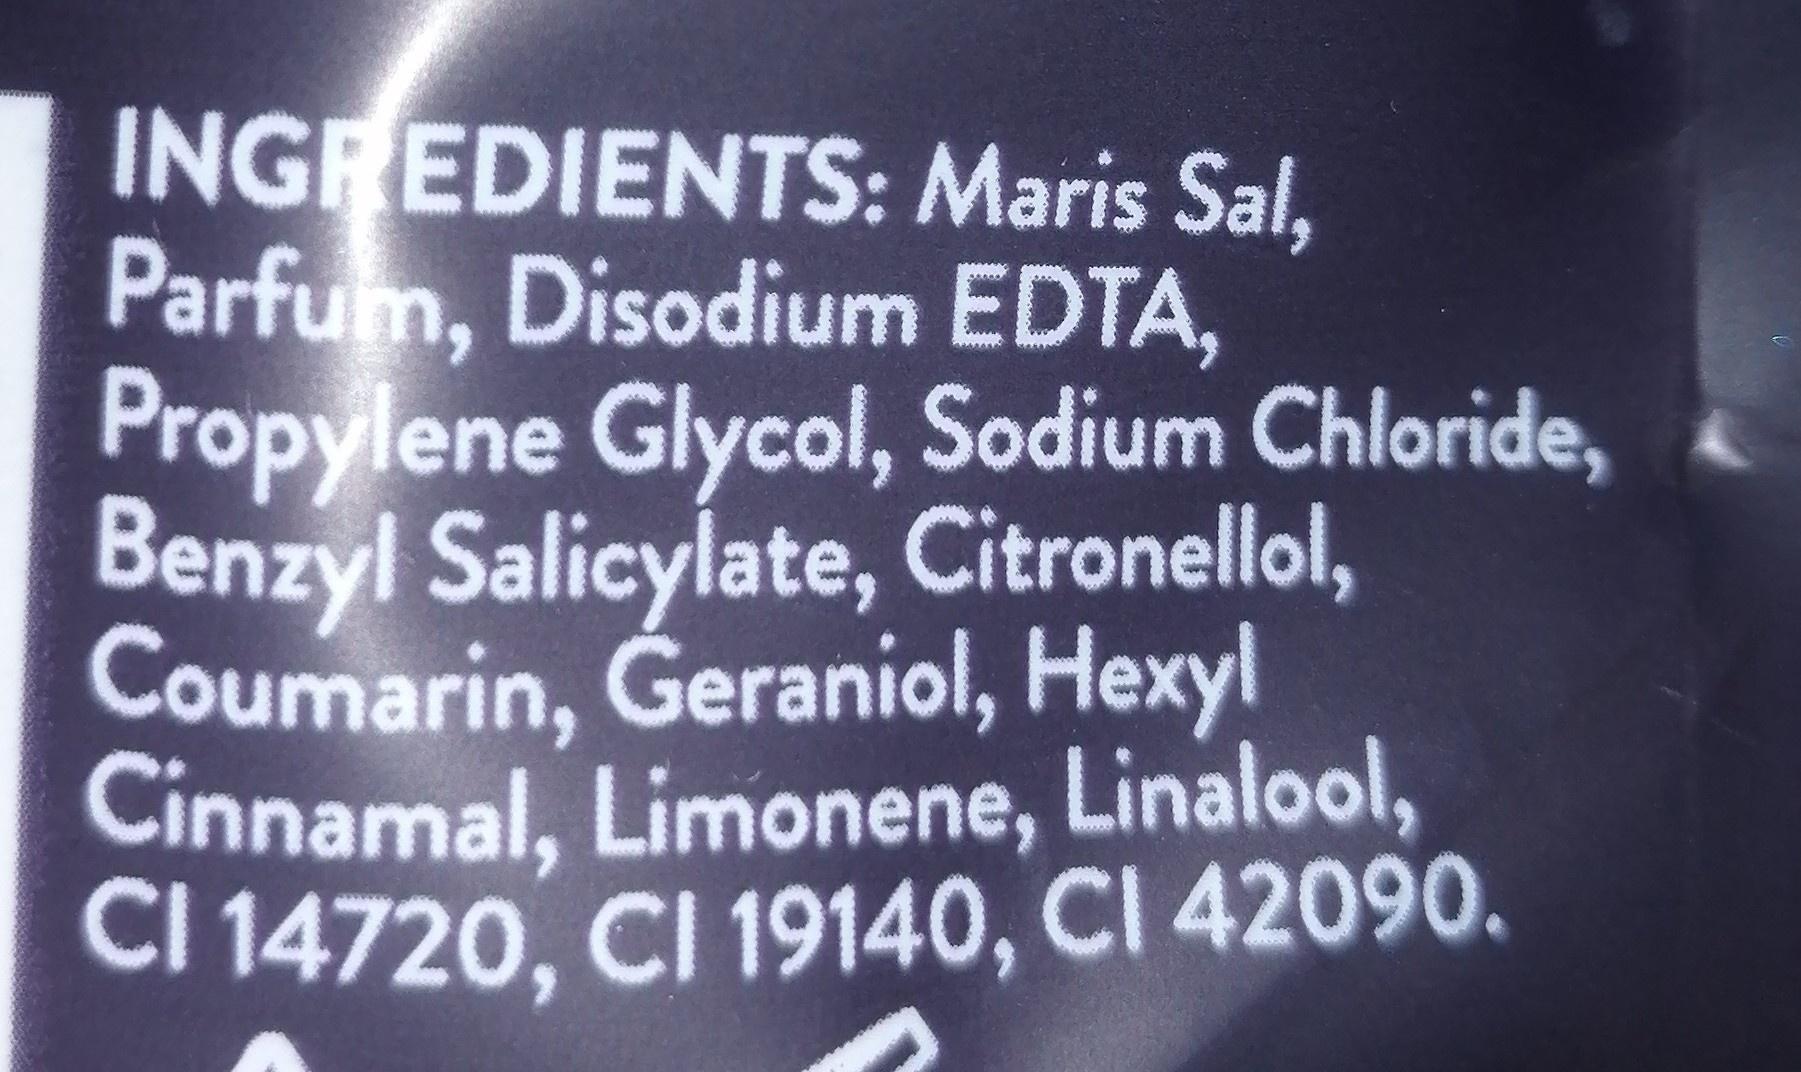 INGREDIENTS: Maris Sal,
Parfum, Disodium EDTA,
Propylene Glycol, Sodium Chloride,
Benzyl Salicylate, Citronellol,
Coumarin, Geraniol, Hexyl
Cinnamal, Limonene, Linalool,
CI 14720, CI 19140, CI 42090.